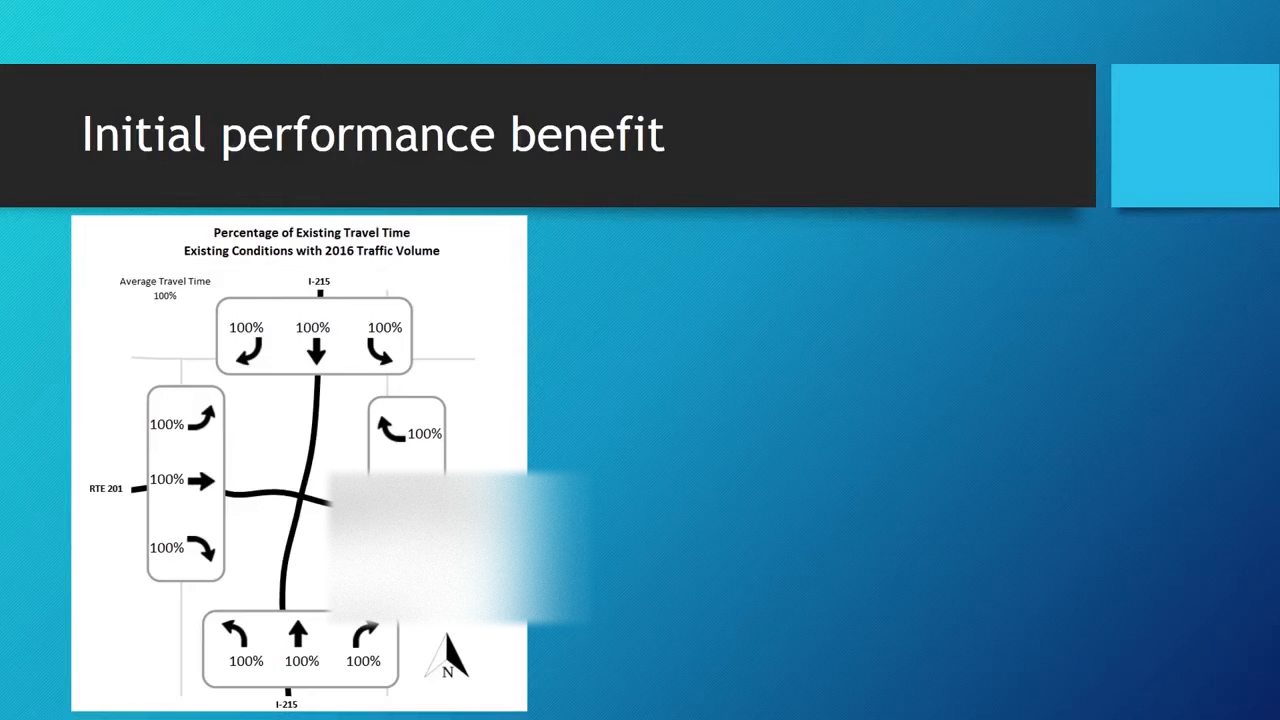 Initial performance benefit
Percentage of Existing Travel Time
Existing Conditions with 2016 Traffic Volume
Average Travel Time
100%
I-215
100% 100% 100%
100%
100%
100%
RTE 201
100%
100% 100% 100%
N
I-215